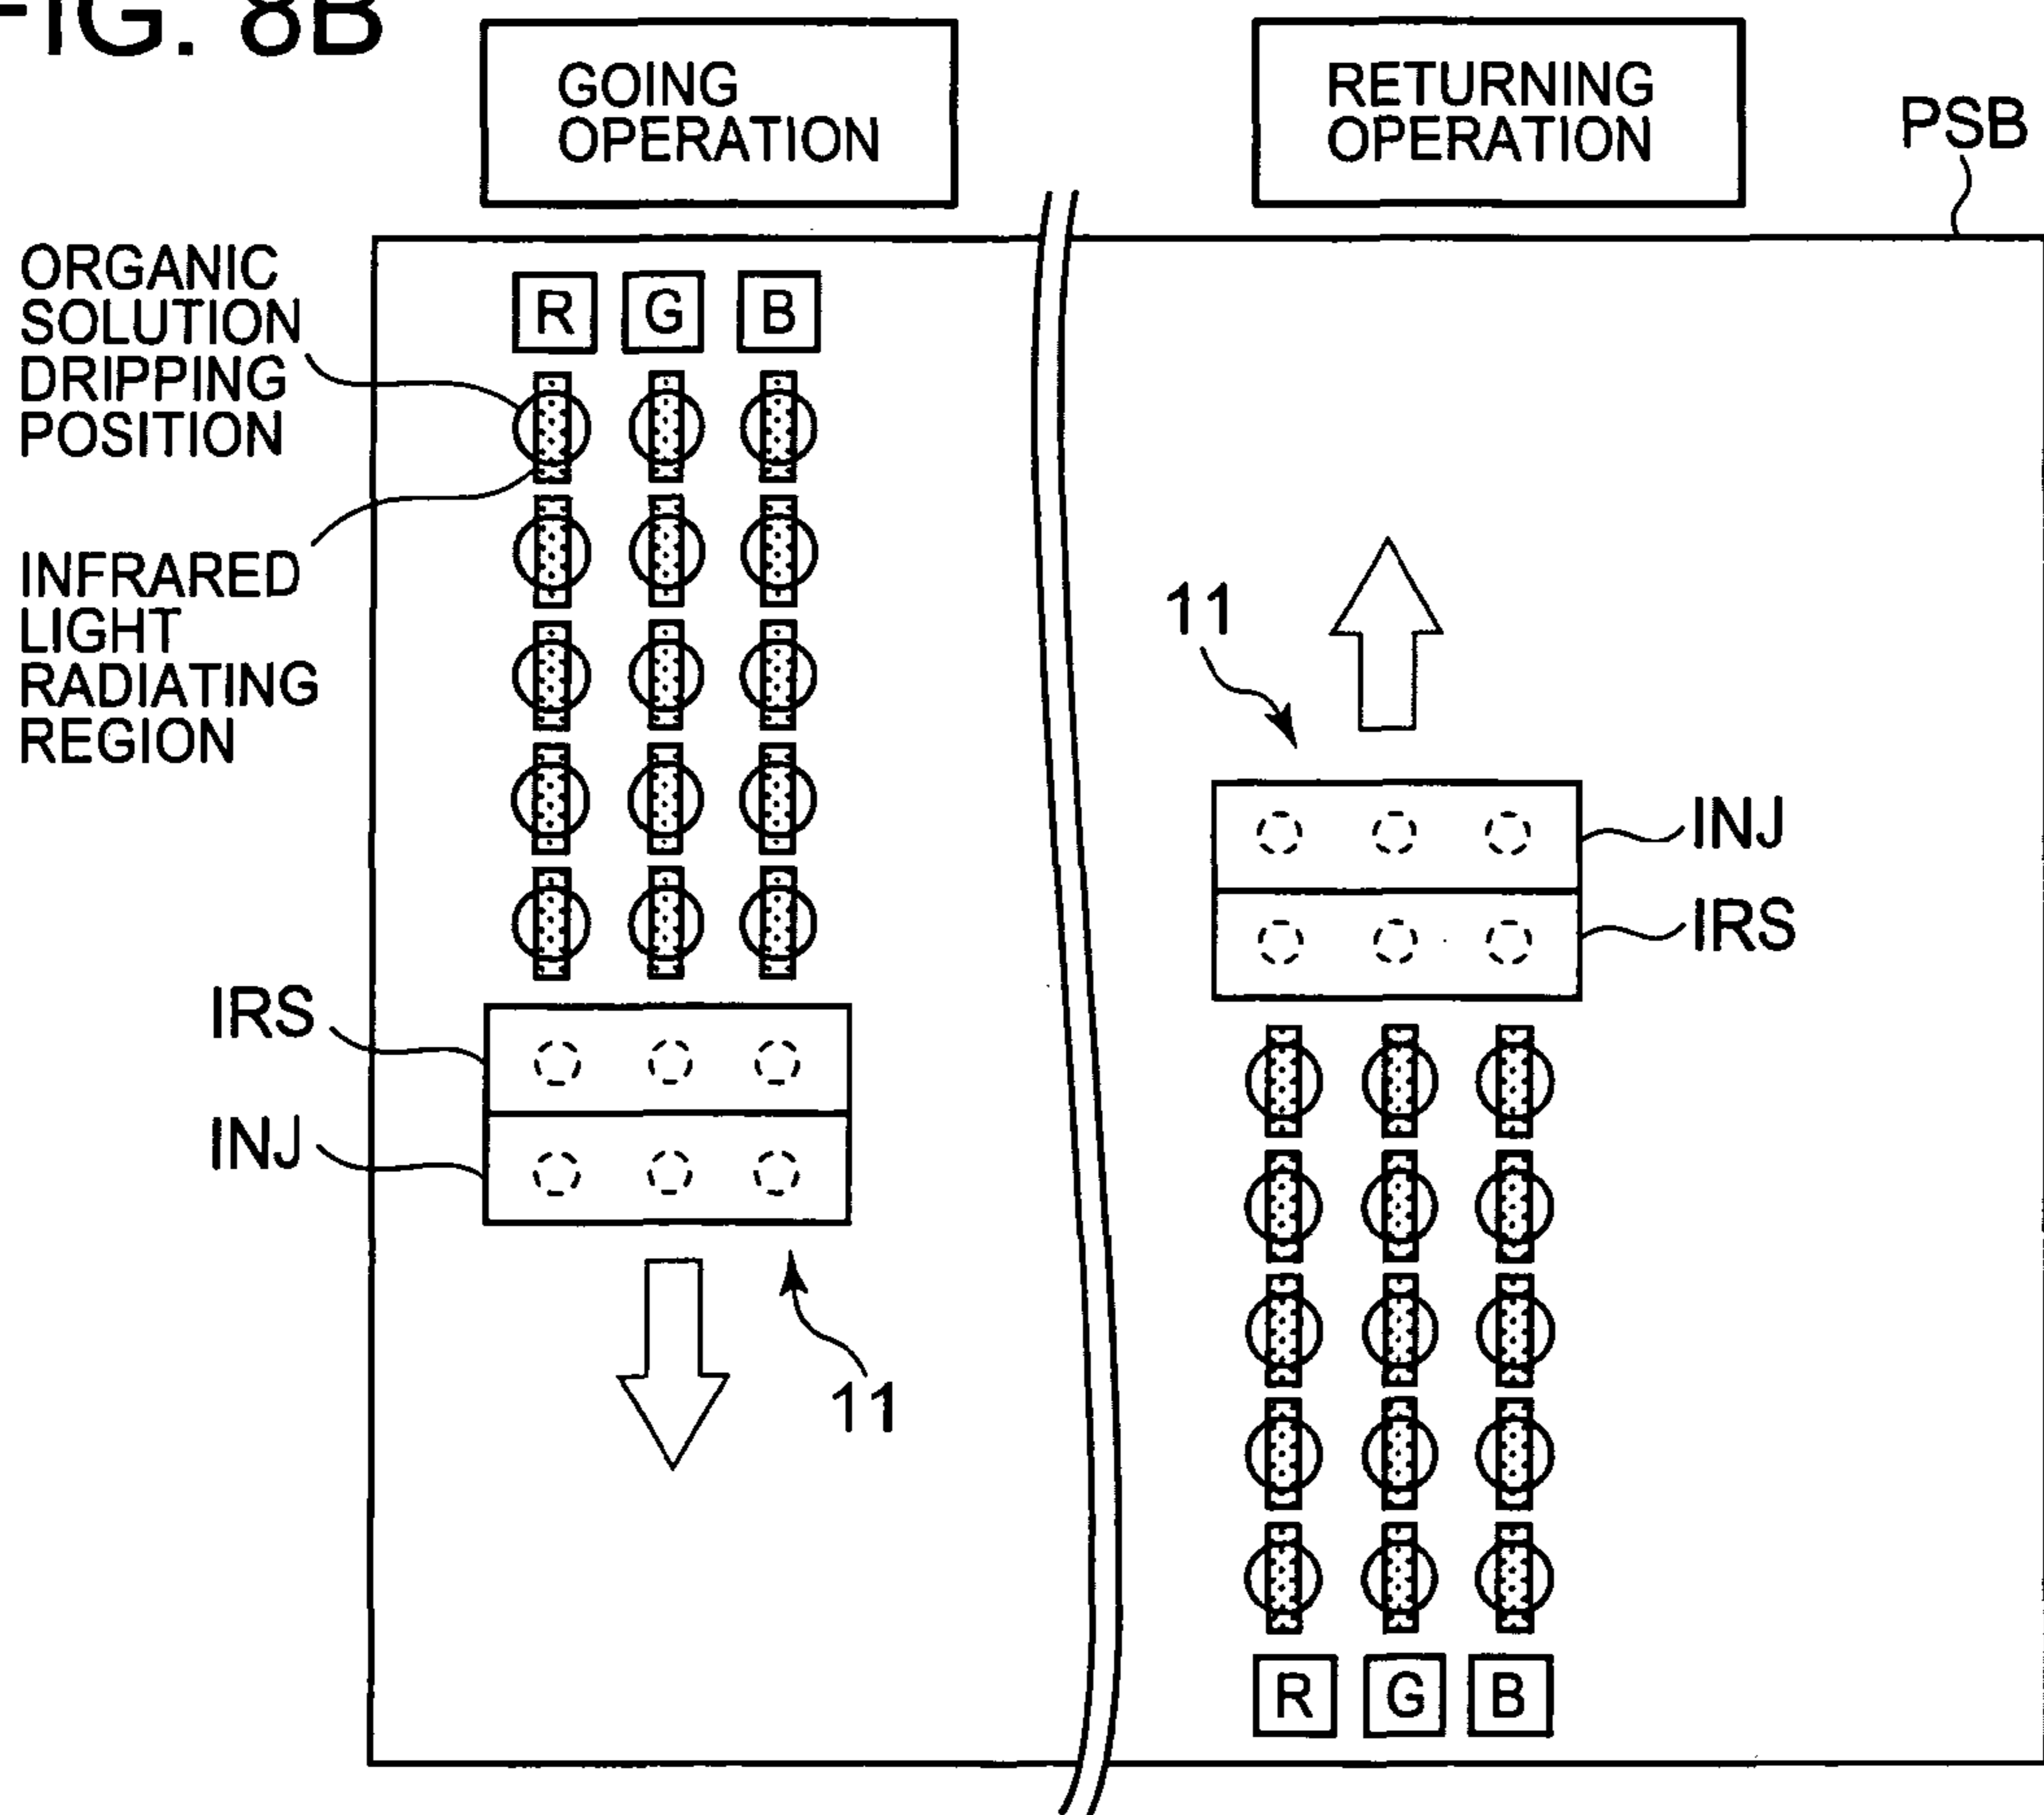 FIG. 8B
GOING
OPERATION
RETURNING
OPERATION
PSB
ORGANIC
SOLUTION
DRIPPING
POSITION
R G B
INFRARED
LIGHT
RADIATING
REGION
11
INJ
IRS
IRS
INJ
11
R G B